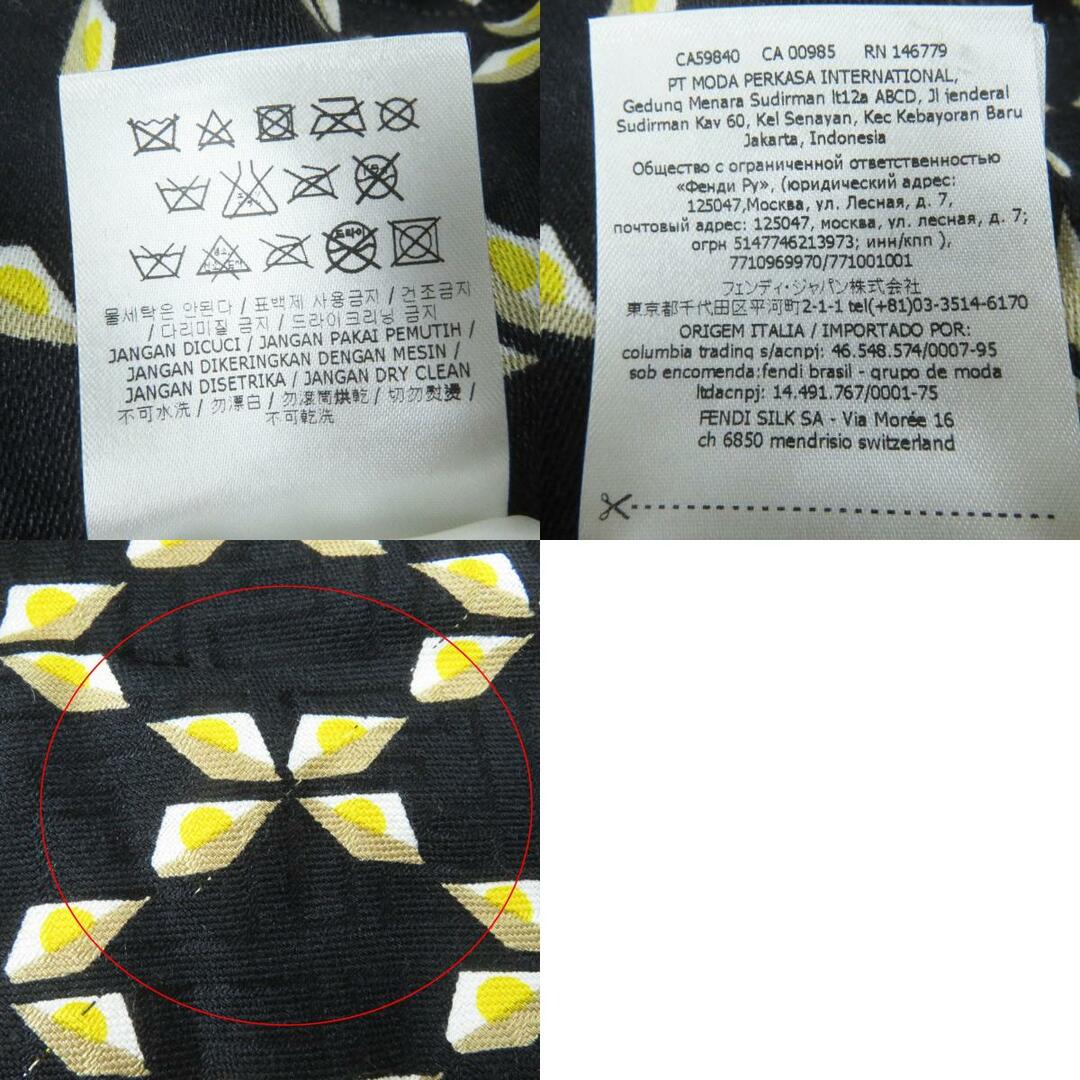 물세탁은 안된다 / 표백제 사용금지 / 건조금지
/ 다리미질 금지 / 드라이크리닝 금지
JANGAN DICUCI / JANGAN PAKAI PEMUTIH /
JANGAN DIKERINGKAN DENGAN MESIN /
JANGAN DISETRIKA / JANGAN DRY CLEAN
不可水洗 / 勿漂白 / 勿滾筒烘乾 / 切勿熨燙 /
不可乾洗
CA59840 CA 00985 RN 146779
PT MODA PERKASA INTERNATIONAL,
Gedung Menara Sudirman lt12a ABCD, Jl jenderal
Sudirman Kav 60, Kel Senayan, Kec Kebayoran Baru
Jakarta, Indonesia
Общество с ограниченной ответственностью
«Фенди Ру», (юридический адрес:
125047,Москва, ул. Лесная, д. 7,
почтовый адрес: 125047, москва, ул. лесная, д. 7;
огрн 5147746213973; инн/кпп ),
7710969970/771001001
フェンディ・ジャパン株式会社
東京都千代田区平河町2-1-1 tel(+81)03-3514-6170
ORIGEM ITALIA / IMPORTADO POR:
columbia trading s/acnpj: 46.548.574/0007-95
sob encomenda:fendi brasil - grupo de moda
ltdacnpj: 14.491.767/0001-75
FENDI SILK SA - Via Morée 16
ch 6850 mendrisio switzerland